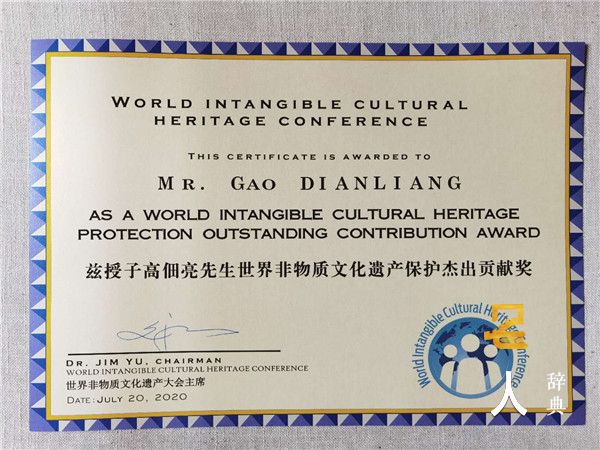 WORLD INTANGIBLE CULTURAL
HERITAGE CONFERENCE
THIS CERTIFICATE IS AWARDED TO
MR. GAO DIANLIANG
AS A WORLD INTANGIBLE CULTURAL HERITAGE
PROTECTION OUTSTANDING CONTRIBUTION AWARD
兹授子高佃亮先生世界非物质文化遗产保护杰出贡献奖
DR. JIM YU, CHAIRMAN
WORLD INTANGIBLE CULTURAL HERITAGE CONFERENCE
世界非物质文化遗产大会主席
DATE: JULY 20, 2020
World Intangible Cultural Heritage Conference
人
辞典